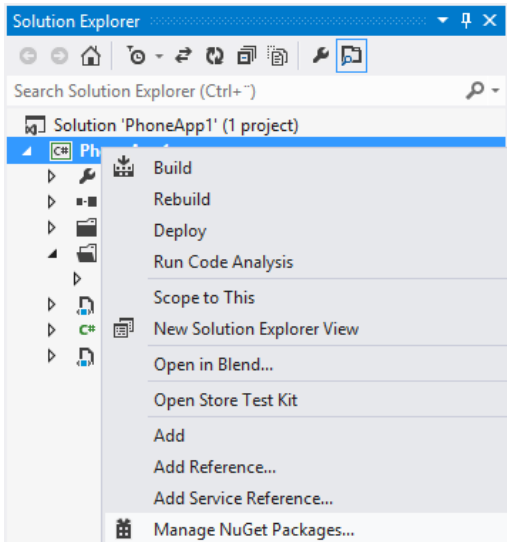 Solution Explorer
Search Solution Explorer (Ctrl+¨)
Solution 'PhoneApp1' (1 project)
C#
Build
Rebuild
Deploy
Run Code Analysis
Scope to This
C# New Solution Explorer View
Open in Blend...
Open Store Test Kit
Add
Add Reference...
Add Service Reference...
Manage NuGet Packages...